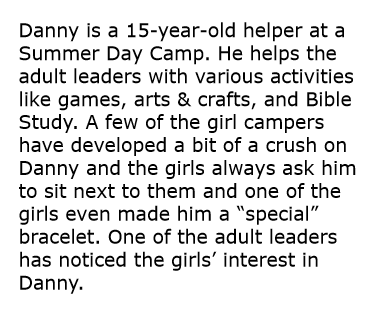 Danny is a 15-year-old helper at a
Summer Day Camp. He helps the
adult leaders with various activities
like games, arts & crafts, and Bible
Study. A few of the girl campers
have developed a bit of a crush on
Danny and the girls always ask him
to sit next to them and one of the
girls even made him a “special”
bracelet. One of the adult leaders
has noticed the girls’ interest in
Danny.